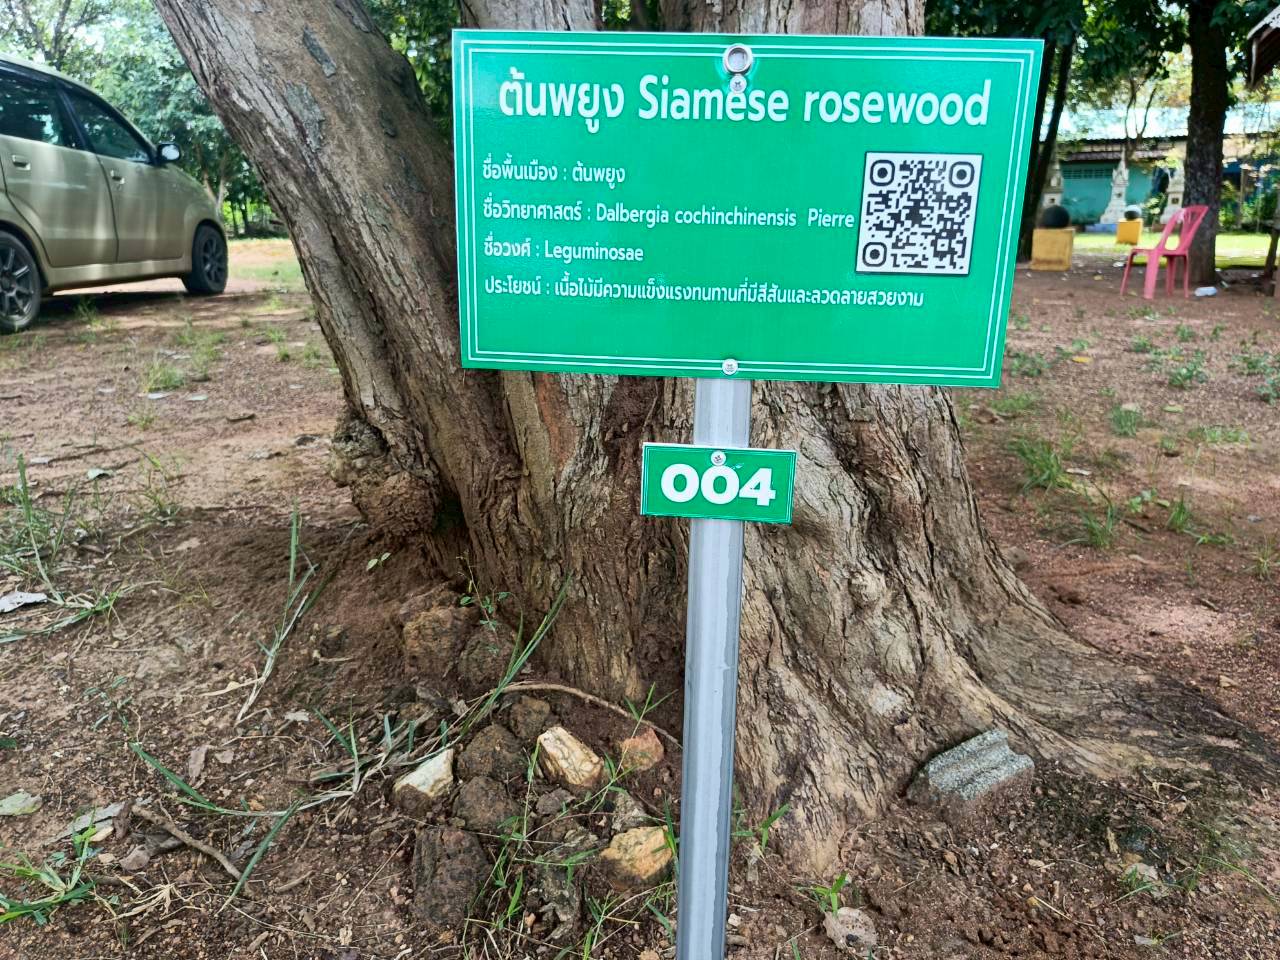 ต้นพยูง Siamese rosewood
ชื่อพื้นเมือง : ต้นพยูง
ชื่อวิทยาศาสตร์ : Dalbergia cochinchinensis Pierre
ชื่อวงศ์ : Leguminosae
ประโยชน์ : เนื้อไม้มีความแข็งแรงทนทานที่มีสีสันและลวดลายสวยงาม
004